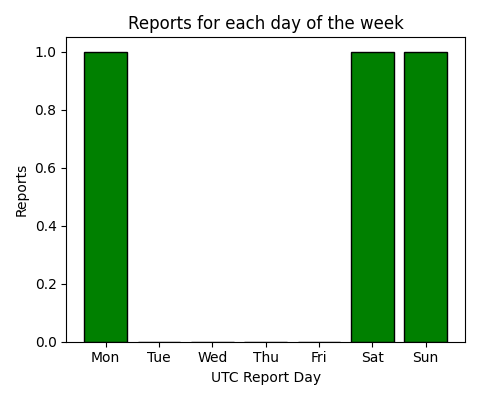 Reports for each day of the week
1.0
0.8
0.6
0.4
0.2
0.0
Reports
Mon Tue Wed Thu Fri Sat Sun
UTC Report Day